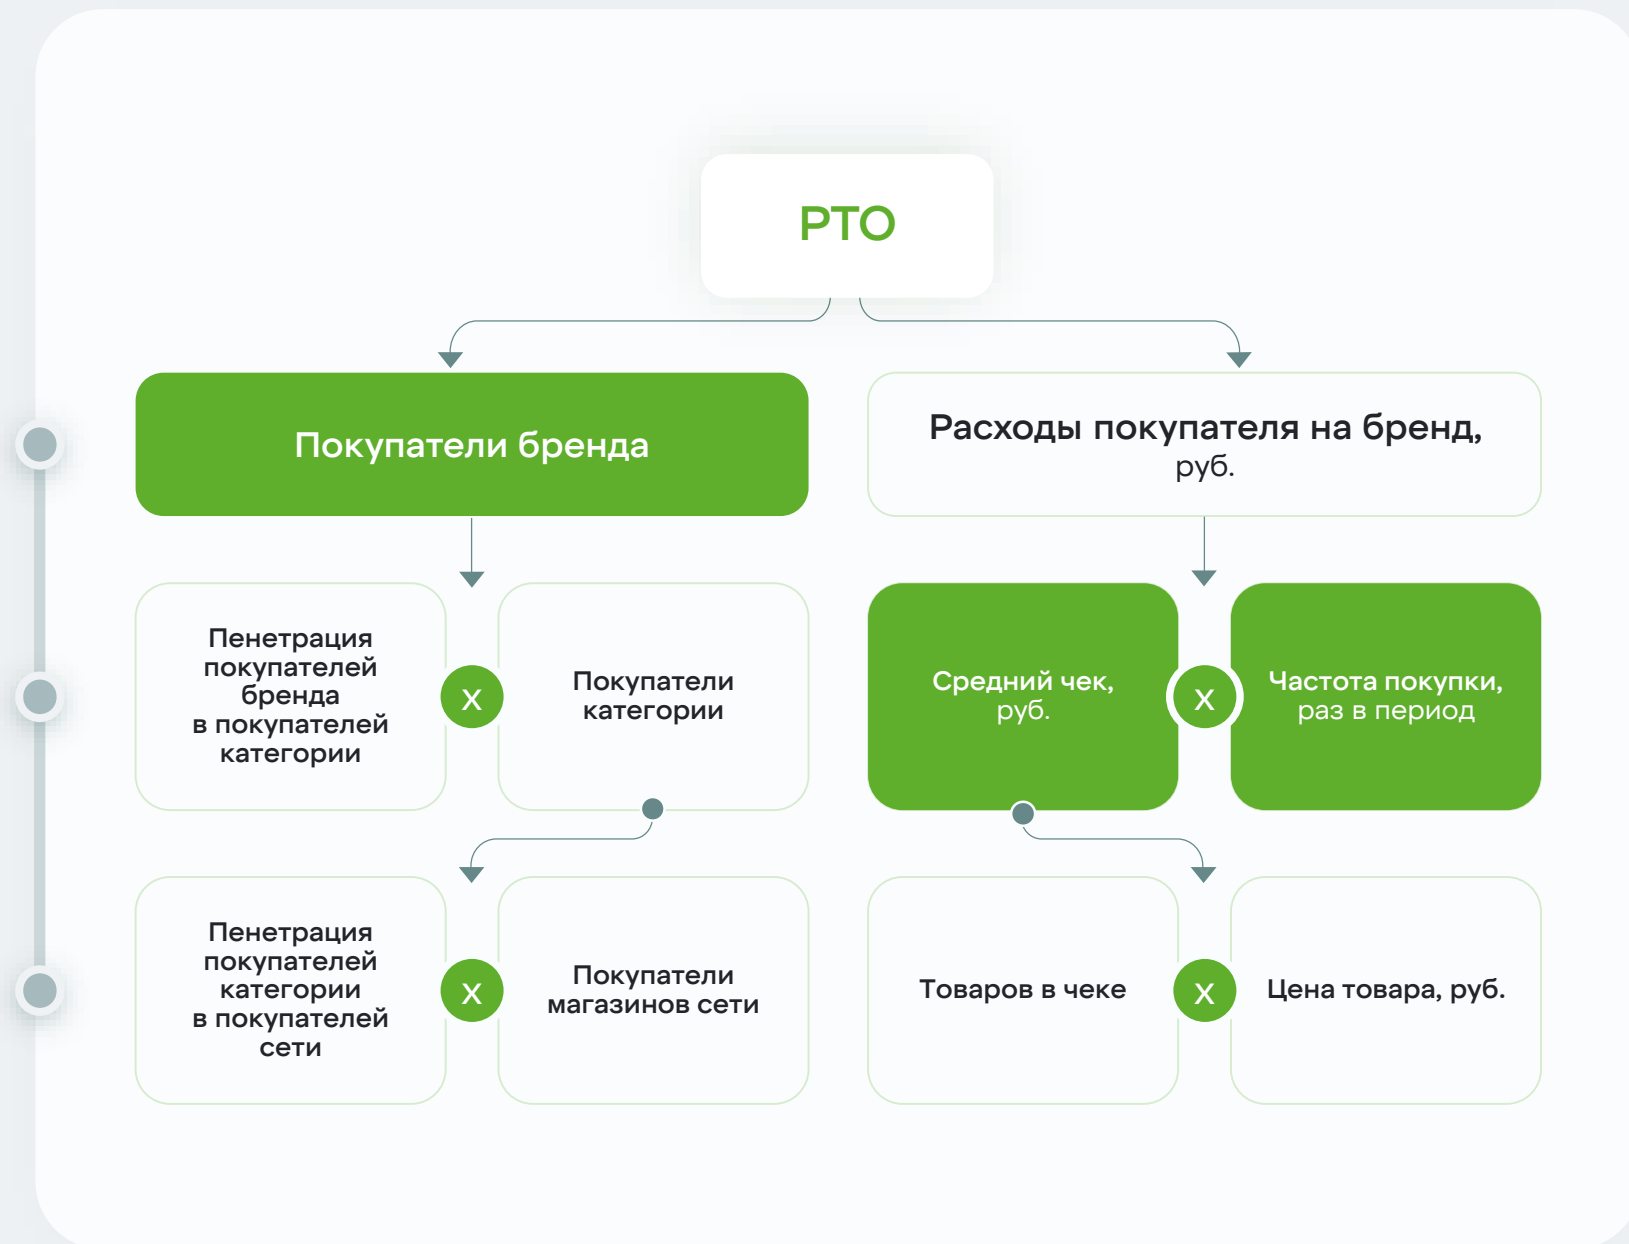 РТО
Покупатели бренда
Расходы покупателя на бренд,
руб.
Пенетрация
покупателей
бренда
в покупателей
категории
x
Покупатели
категории
Средний чек,
руб.
x
Частота покупки,
раз в период
Пенетрация
покупателей
категории
в покупателей
сети
x
Покупатели
магазинов сети
Товаров в чеке
x
Цена товара, руб.